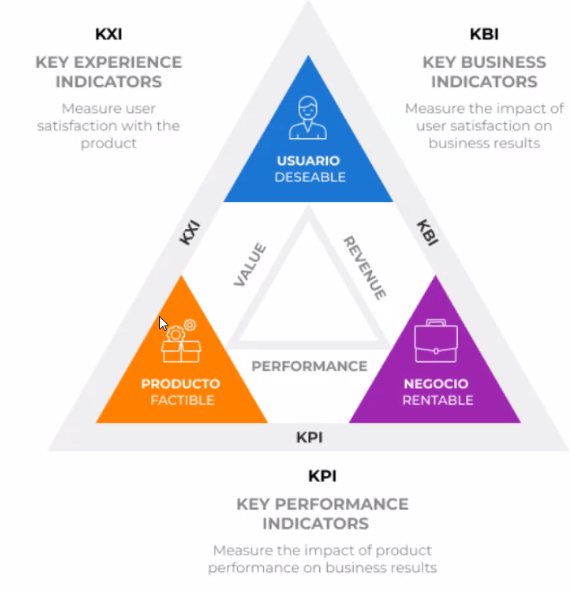 KXI
KEY EXPERIENCE
INDICATORS
Measure user
satisfaction with the
product
KBI
KEY BUSINESS
INDICATORS
Measure the impact of
user satisfaction on
business results
USUARIO
DESEABLE
KXI
KBI
VALUE
REVENUE
PRODUCTO
FACTIBLE
PERFORMANCE
NEGOCIO
RENTABLE
KPI
KPI
KEY PERFORMANCE
INDICATORS
Measure the impact of product
performance on business results